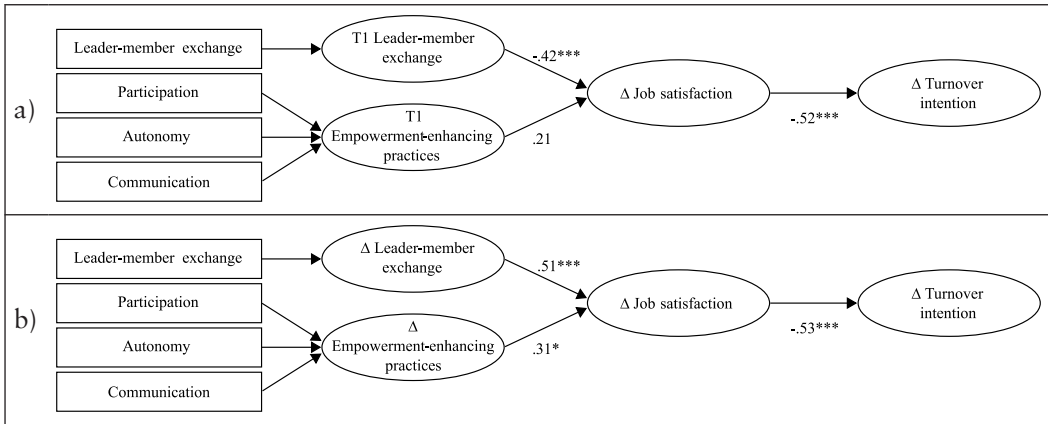 a)
Leader-member exchange
Participation
Autonomy
Communication
T1 Leader-member
exchange
T1
Empowerment-enhancing
practices
-.42***
.21
Δ Job satisfaction
-.52***
Δ Turnover
intention
b)
Leader-member exchange
Participation
Autonomy
Communication
Δ Leader-member
exchange
Δ
Empowerment-enhancing
practices
.51***
.31*
Δ Job satisfaction
-.53***
Δ Turnover
intention